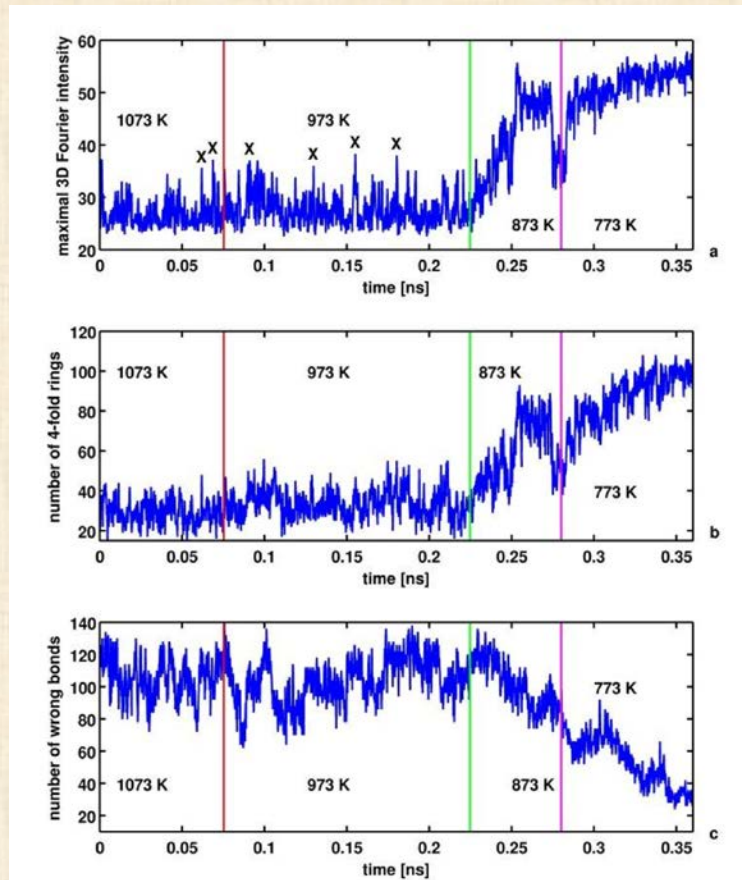 maximal 3D Fourier intensity
60
50
40
30
20
1073 K
973 K
873 K
773 K
X
X
X
X
X
X
0 0.05 0.1 0.15 0.2 0.25 0.3 0.35
time [ns]
a
number of 4-fold rings
120
100
80
60
40
20
1073 K
973 K
873 K
773 K
0 0.05 0.1 0.15 0.2 0.25 0.3 0.35
time [ns]
b
number of wrong bonds
140
120
100
80
60
40
20
773 K
1073 K
973 K
873 K
0 0.05 0.1 0.15 0.2 0.25 0.3 0.35
time [ns]
c